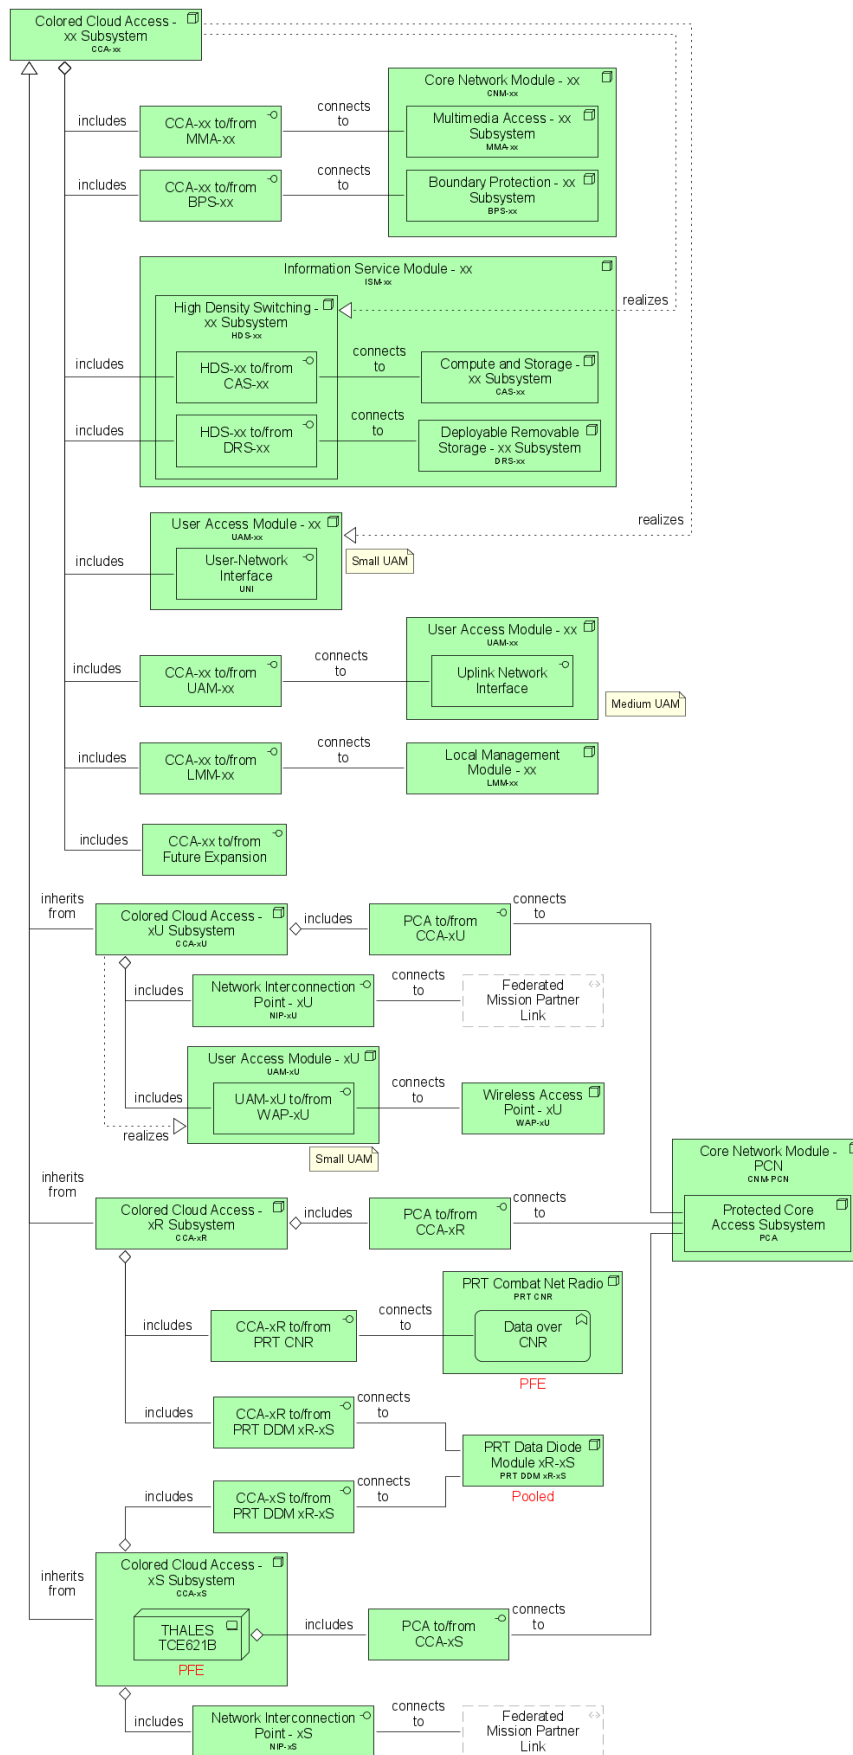 Colored Cloud Access -
xx Subsystem
CCA-xx
includes
CCA-xx to/from
MMA-xx
connects
to
Core Network Module - xx
CNM-xx
Multimedia Access - xx
Subsystem
MMA-xx
includes
CCA-xx to/from
BPS-xx
connects
to
Boundary Protection - xx
Subsystem
BPS-xx
Information Service Module - xx
ISM-xx
realizes
High Density Switching -
xx Subsystem
HDS-xx
includes
HDS-xx to/from
CAS-xx
connects
to
Compute and Storage -
xx Subsystem
CAS-xx
includes
HDS-xx to/from
DRS-xx
connects
to
Deployable Removable
Storage - xx Subsystem
DRS-xx
realizes
User Access Module - xx
UAM-xx
includes
User-Network
Interface
UNI
Small UAM
User Access Module - xx
UAM-xx
includes
CCA-xx to/from
UAM-xx
connects
to
Uplink Network
Interface
Medium UAM
includes
CCA-xx to/from
LMM-xx
connects
to
Local Management
Module - xx
LMM-xx
includes
CCA-xx to/from
Future Expansion
inherits
from
Colored Cloud Access -
xU Subsystem
CCA-xU
includes
PCA to/from
CCA-xU
connects
to
includes
Network Interconnection
Point - xU
NIP-xU
connects
to
Federated
Mission Partner
Link
User Access Module - xU
UAM-xU
includes
UAM-xU to/from
WAP-xU
connects
to
Wireless Access
Point - xU
WAP-xU
realizes
Small UAM
Core Network Module -
PCN
CNM-PCN
Protected Core
Access Subsystem
PCA
inherits
from
Colored Cloud Access -
xR Subsystem
CCA-xR
includes
PCA to/from
CCA-xR
connects
to
PRT Combat Net Radio
PRT CNR
includes
CCA-xR to/from
PRT CNR
connects
to
Data over
CNR
PFE
includes
CCA-xR to/from
PRT DDM xR-xS
connects
to
PRT Data Diode
Module xR-xS
PRT DDM xR-xS
Pooled
includes
CCA-xS to/from
PRT DDM xR-xS
connects
to
inherits
from
Colored Cloud Access -
xS Subsystem
CCA-xS
THALES
TCE621B
PFE
includes
PCA to/from
CCA-xS
connects
to
includes
Network Interconnection
Point - xS
NIP-xS
connects
to
Federated
Mission Partner
Link